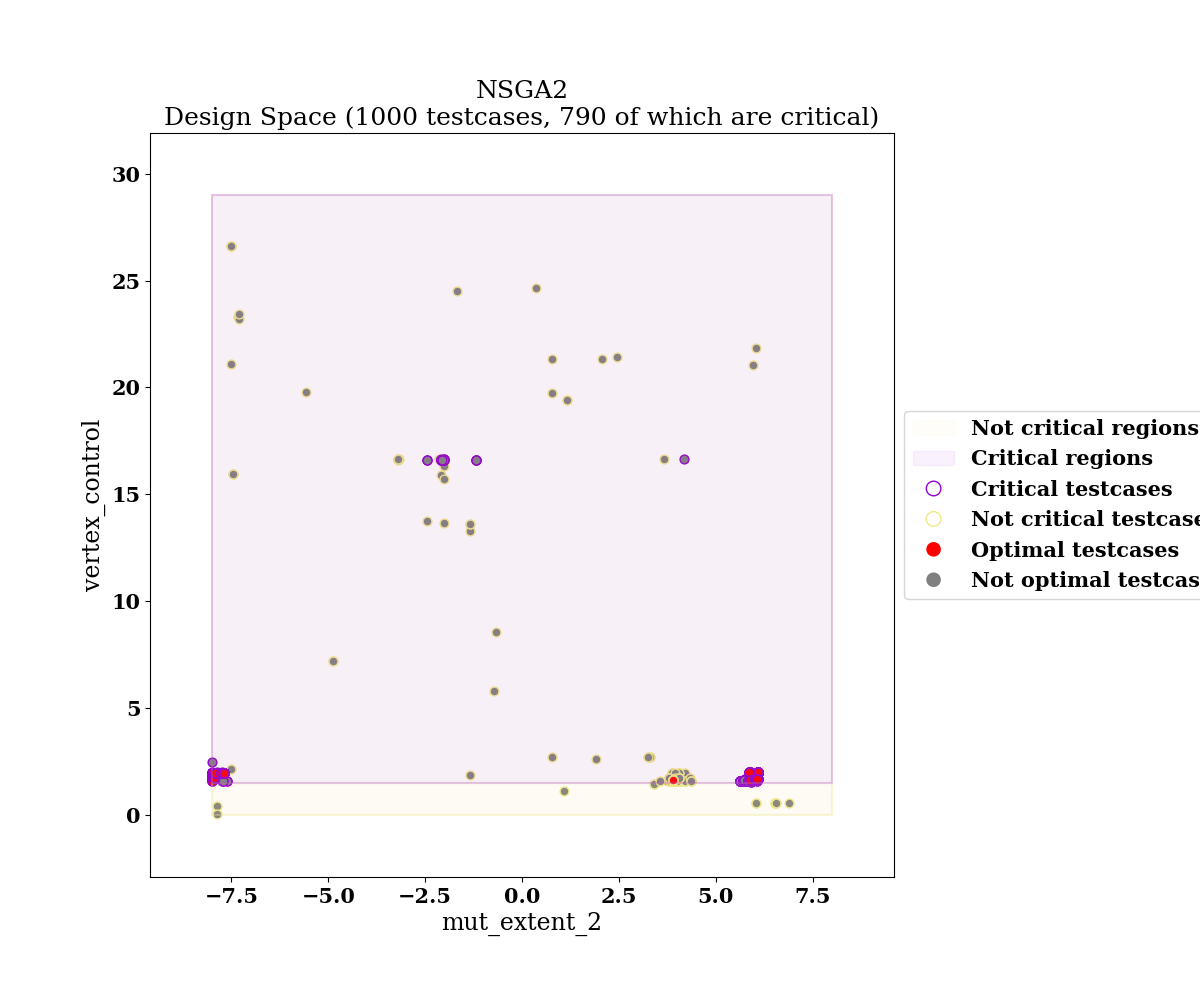 NSGA2
Design Space (1000 testcases, 790 of which are critical)
30
25
20
15
10
5
0
vertex_control
−7.5
−5.0
−2.5
0.0
2.5
5.0
7.5
mut_extent_2
Not critical regions
Critical regions
Critical testcases
Not critical testcase
Optimal testcases
Not optimal testcas